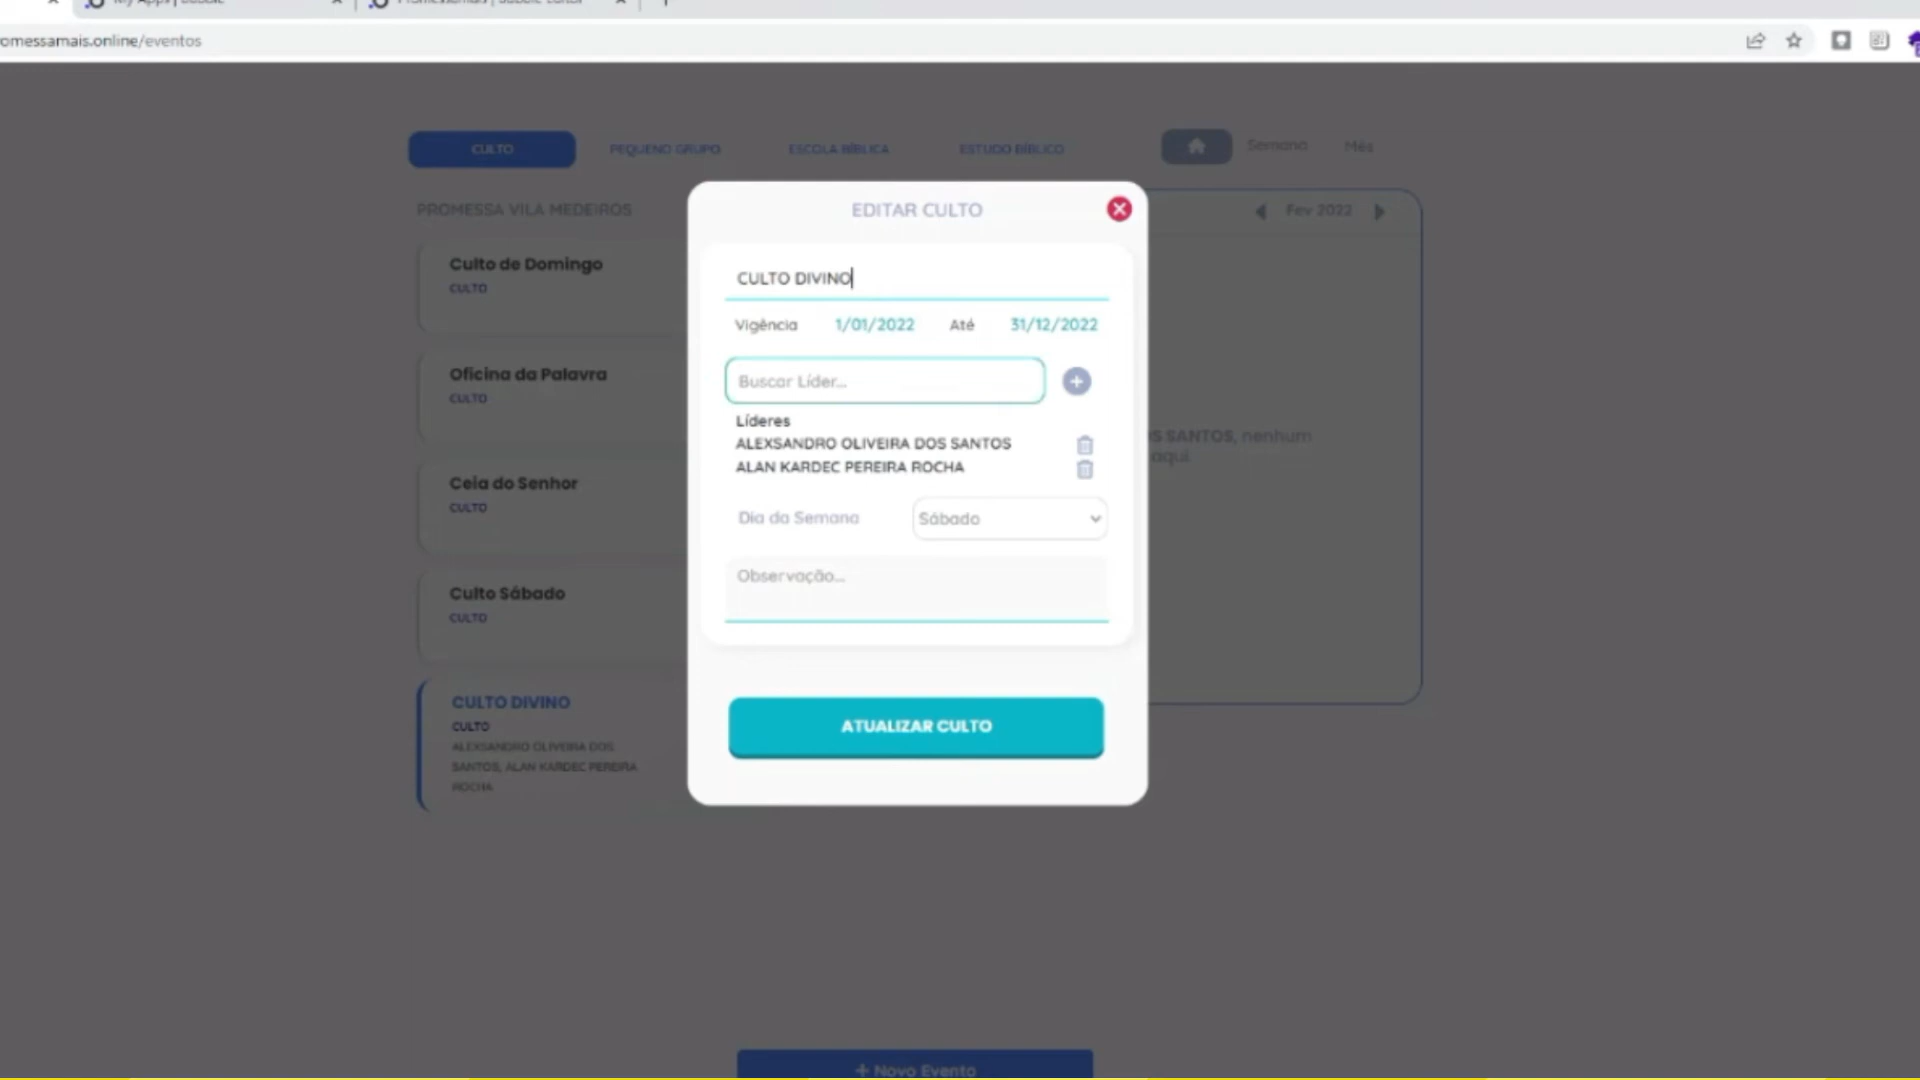 omessamais.online/eventos
CULTO
PEQUENO GRUPO
ESCOLA BÍBLICA
ESTUDO BÍBLICO
Semana
Mês
PROMESSA VILA MEDEIROS
Fev 2022
Culto de Domingo
CULTO
Oficina da Palavra
CULTO
Ceia do Senhor
CULTO
Culto Sábado
CULTO
CULTO DIVINO
CULTO
ALEXSANDRO OLIVEIRA DOS
SANTOS, ALAN KARDEC PEREIRA
ROCHA
EDITAR CULTO
CULTO DIVINO
Vigência 1/01/2022 Até 31/12/2022
Buscar Líder...
Líderes
ALEXSANDRO OLIVEIRA DOS SANTOS
ALAN KARDEC PEREIRA ROCHA
Dia da Semana Sábado
Observação...
ATUALIZAR CULTO
S SANTOS, nenhum
aqui
+ Novo Evento